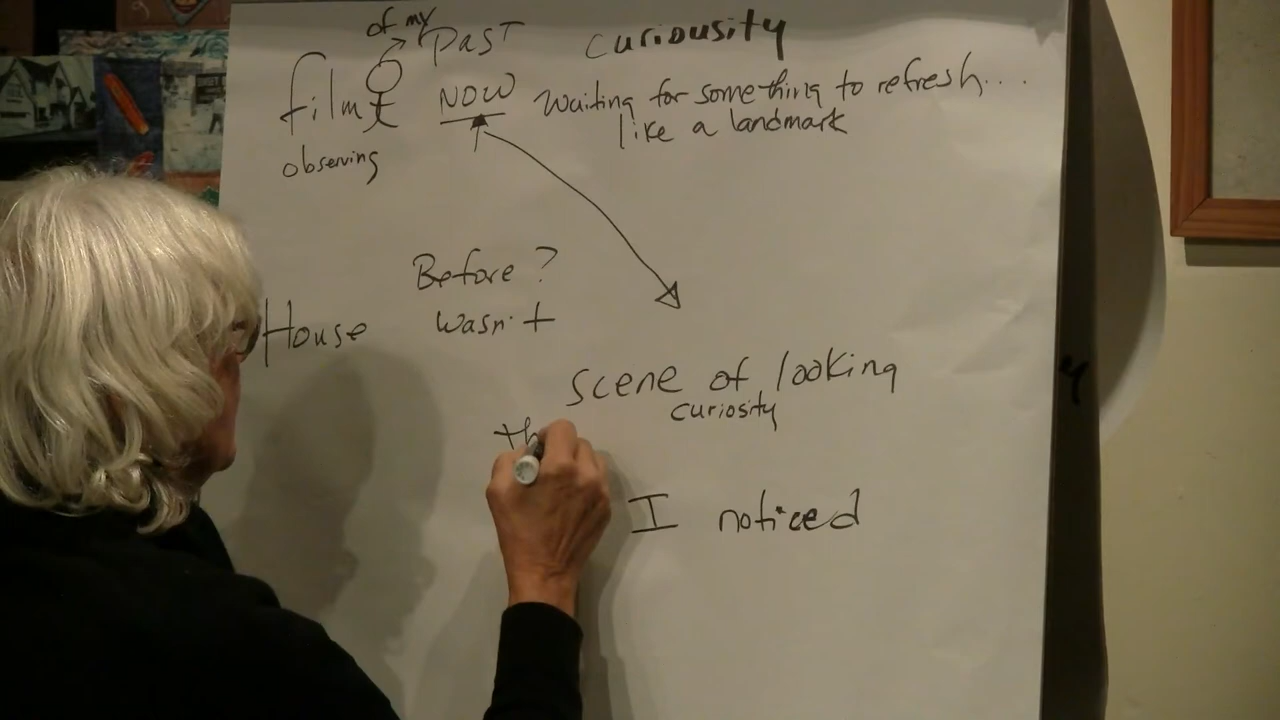 of my
Past
curiousity
film NOW waiting for something to refresh....
like a landmark
observing
Before?
House wasn't
scene of looking
curiosity
th
I noticed